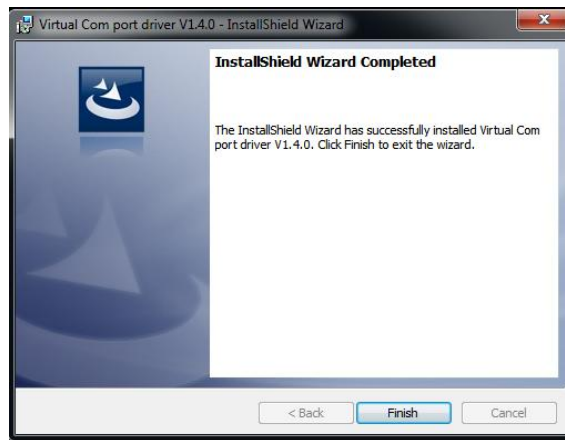 Virtual Com port driver V1.4.0 - InstallShield Wizard
InstallShield Wizard Completed
The InstallShield Wizard has successfully installed Virtual Com
port driver V1.4.0. Click Finish to exit the wizard.
< Back Finish Cancel